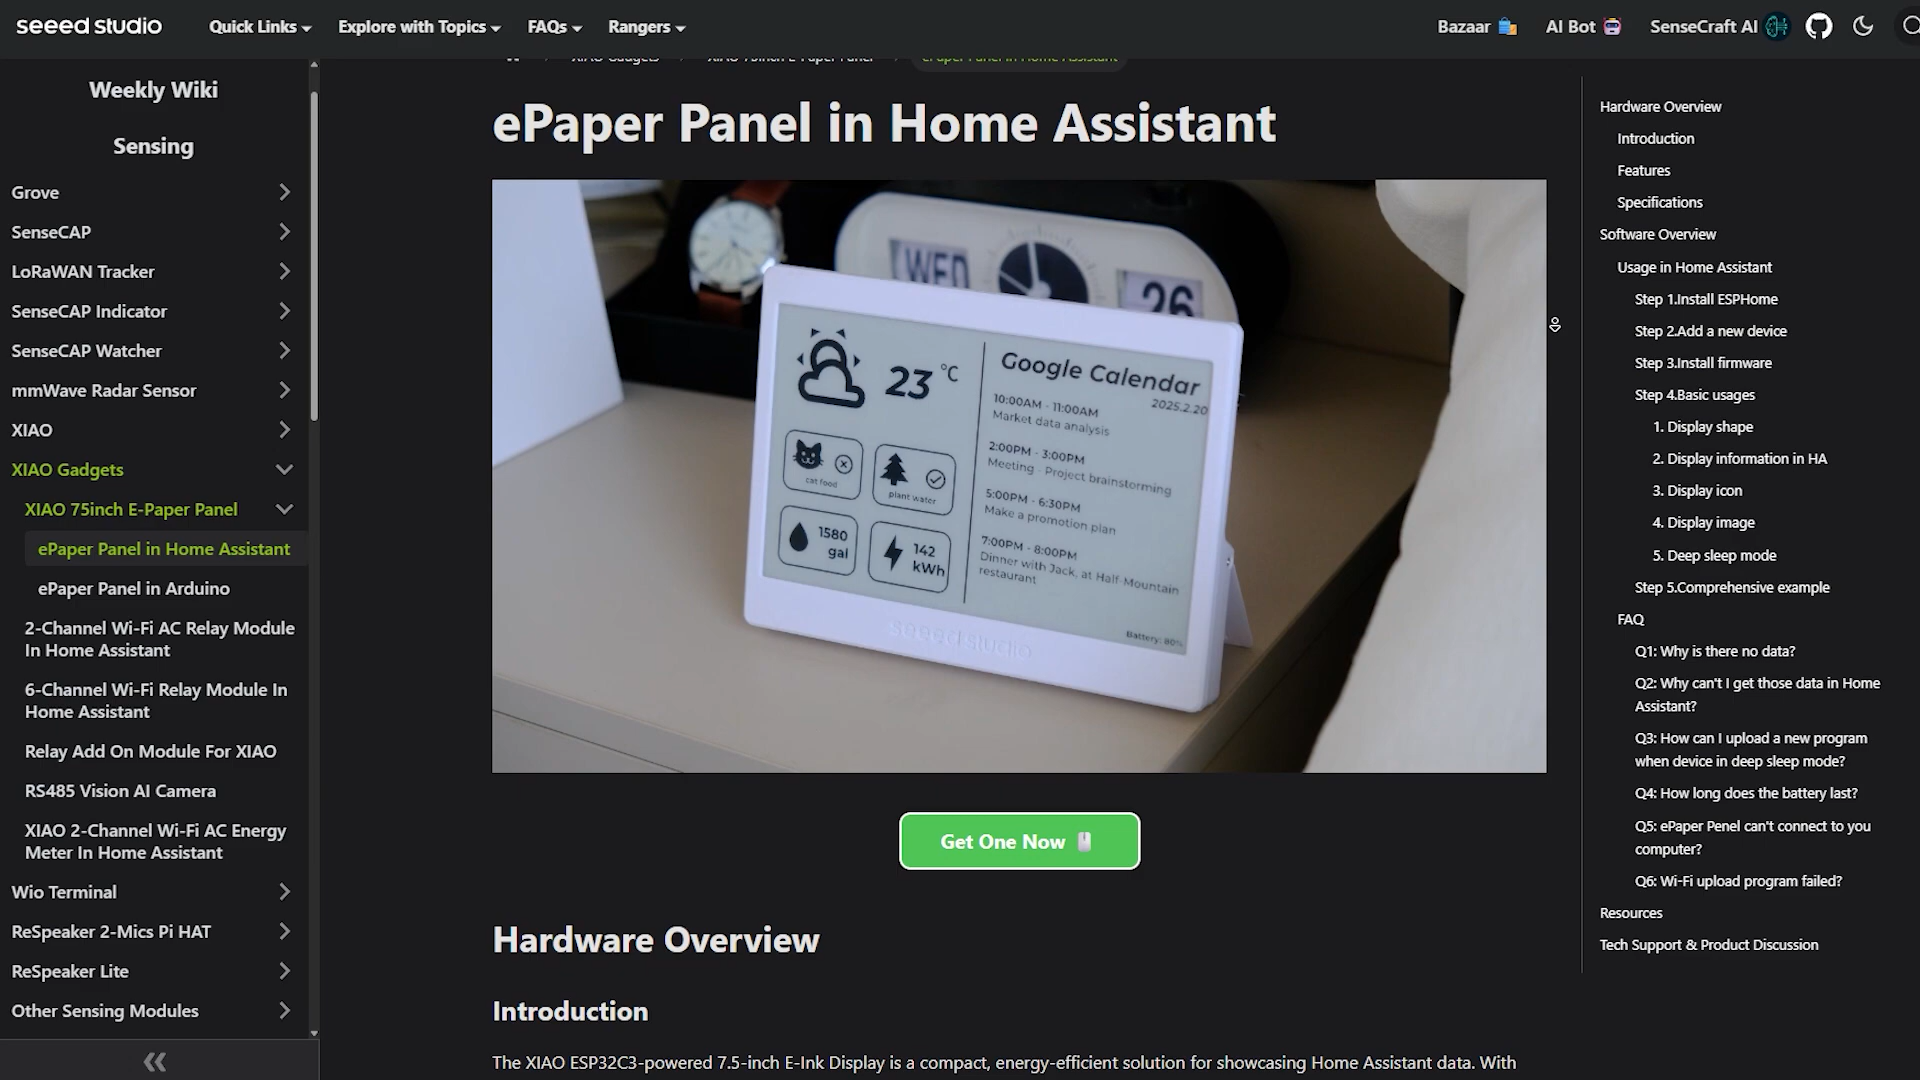 seeed studio
Quick Links
Explore with Topics
FAQs
Rangers
Bazaar
AI Bot
SenseCraft AI
Weekly Wiki
Sensing
Grove
SenseCAP
LoRaWAN Tracker
SenseCAP Indicator
SenseCAP Watcher
mmWave Radar Sensor
XIAO
XIAO Gadgets
XIAO 75inch E-Paper Panel
ePaper Panel in Home Assistant
ePaper Panel in Arduino
2-Channel Wi-Fi AC Relay Module
In Home Assistant
6-Channel Wi-Fi Relay Module In
Home Assistant
Relay Add On Module For XIAO
RS485 Vision AI Camera
XIAO 2-Channel Wi-Fi AC Energy
Meter In Home Assistant
Wio Terminal
ReSpeaker 2-Mics Pi HAT
ReSpeaker Lite
Other Sensing Modules
XIAO Gadgets
XIAO 75inch E-Paper Panel
ePaper Panel in Home Assistant
ePaper Panel in Home Assistant
WED
26
23 °C
cat food
plant water
1580
gal
142
kWh
Google Calendar
2025.2.20
10:00AM - 11:00AM
Market data analysis
2:00PM - 3:00PM
Meeting - Project brainstorming
5:00PM - 6:30PM
Make a promotion plan
7:00PM - 8:00PM
Dinner with Jack, at Half-Mountain
restaurant
Battery: 80%
seeed studio
Get One Now
Hardware Overview
Introduction
The XIAO ESP32C3-powered 7.5-inch E-Ink Display is a compact, energy-efficient solution for showcasing Home Assistant data. With
Hardware Overview
Introduction
Features
Specifications
Software Overview
Usage in Home Assistant
Step 1.Install ESPHome
Step 2.Add a new device
Step 3.Install firmware
Step 4.Basic usages
1. Display shape
2. Display information in HA
3. Display icon
4. Display image
5. Deep sleep mode
Step 5.Comprehensive example
FAQ
Q1: Why is there no data?
Q2: Why can't I get those data in Home
Assistant?
Q3: How can I upload a new program
when device in deep sleep mode?
Q4: How long does the battery last?
Q5: ePaper Penel can't connect to you
computer?
Q6: Wi-Fi upload program failed?
Resources
Tech Support & Product Discussion